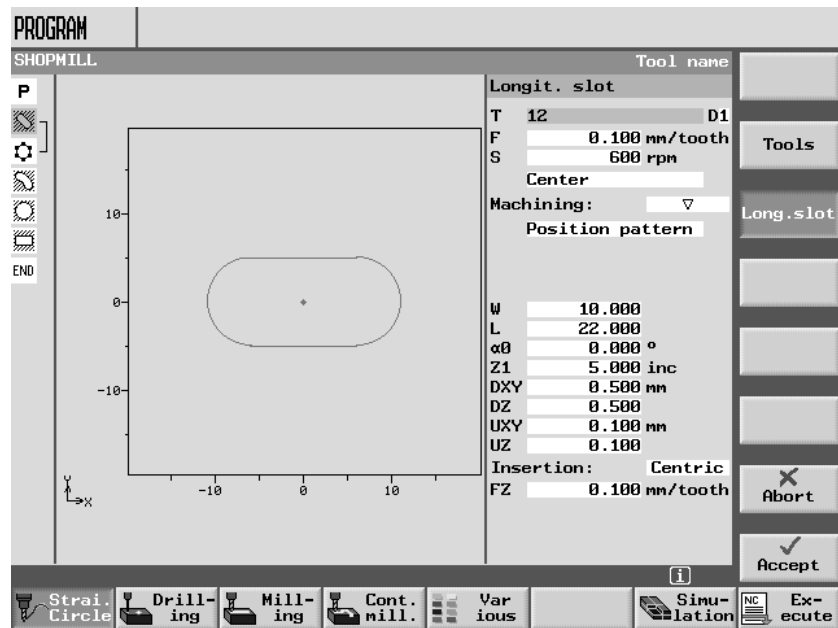 PROGRAM
SHOPMILL
Tool name
P
END
10
0
-10
-10
0
10
Y
X
Longit. slot
T 12 D1
F 0.100 mm/tooth
S 600 rpm
Center
Machining: ▽
Position pattern
W 10.000
L 22.000
α0 0.000 °
Z1 5.000 inc
DXY 0.500 mm
DZ 0.500
UXY 0.100 mm
UZ 0.100
Insertion: Centric
FZ 0.100 mm/tooth
Tools
Long.slot
Abort
Accept
i
Strai.
Circle
Drill-
ing
Mill-
ing
Cont.
mill.
Var
ious
Simu-
lation
NC
Ex-
ecute